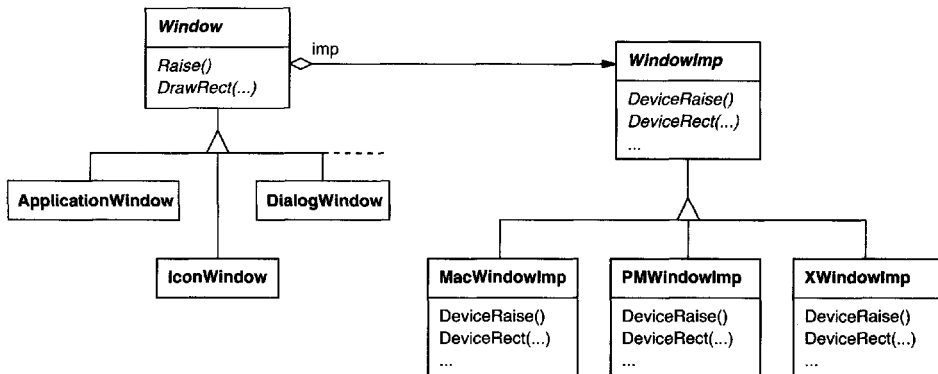 Window
Raise()
DrawRect(...)
imp
WindowImp
DeviceRaise()
DeviceRect(...)
...
ApplicationWindow
DialogWindow
IconWindow
MacWindowImp
DeviceRaise()
DeviceRect(...)
...
PMWindowImp
DeviceRaise()
DeviceRect(...)
...
XWindowImp
DeviceRaise()
DeviceRect(...)
...